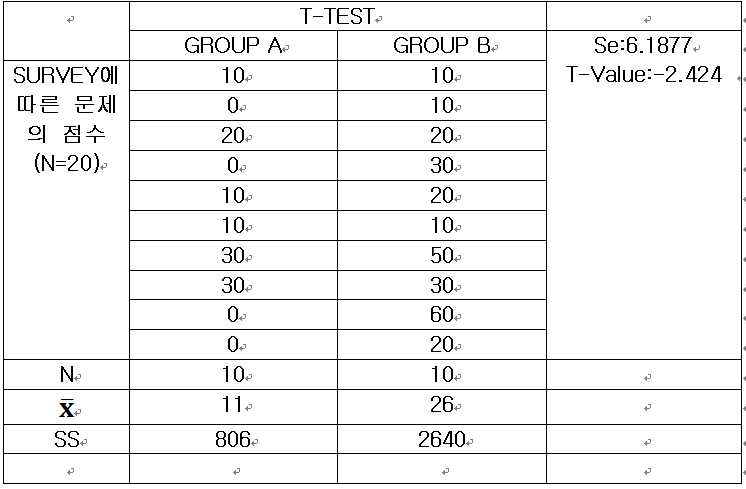 T-TEST
GROUP A GROUP B Se:6.1877
T-Value:-2.424
SURVEY에
따른 문제
의 점수
(N=20)
10 10
0 10
20 20
0 30
10 20
10 10
30 50
30 30
0 60
0 20
N 10 10
x̄ 11 26
SS 806 2640